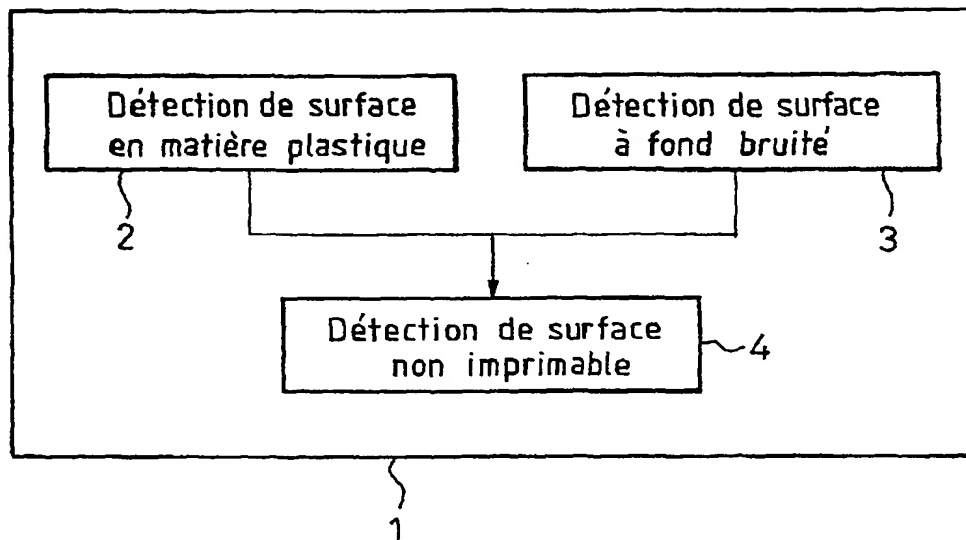 Détection de surface
en matière plastique
Détection de surface
à fond bruité
2
3
Détection de surface
non imprimable
4
1